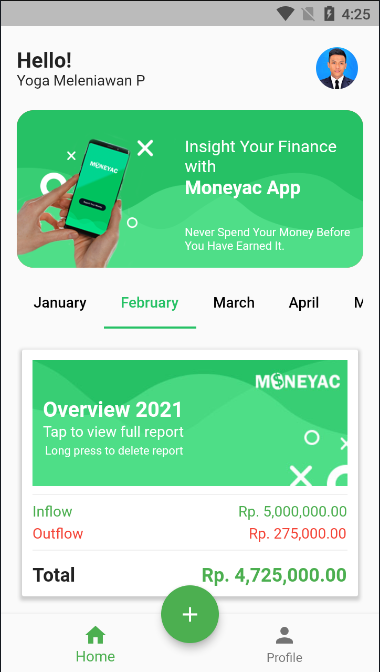 4:25
Hello!
Yoga Meleniawan P
MONEYAC
Insight Your Finance
with
Moneyac App
Never Spend Your Money Before
You Have Earned It.
January February March April M
MONEYAC
Overview 2021
Tap to view full report
Long press to delete report
Inflow Rp. 5,000,000.00
Outflow Rp. 275,000.00
Total Rp. 4,725,000.00
+
Home Profile